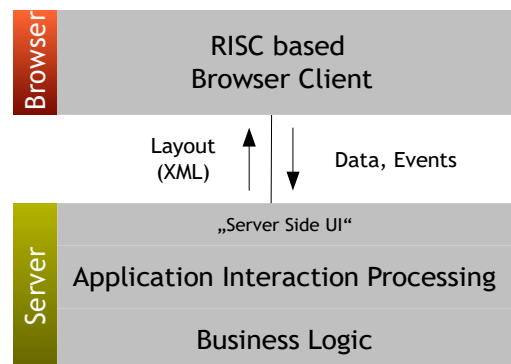 Browser
RISC based
Browser Client
Layout
(XML)
Data, Events
Server
„Server Side UI“
Application Interaction Processing
Business Logic